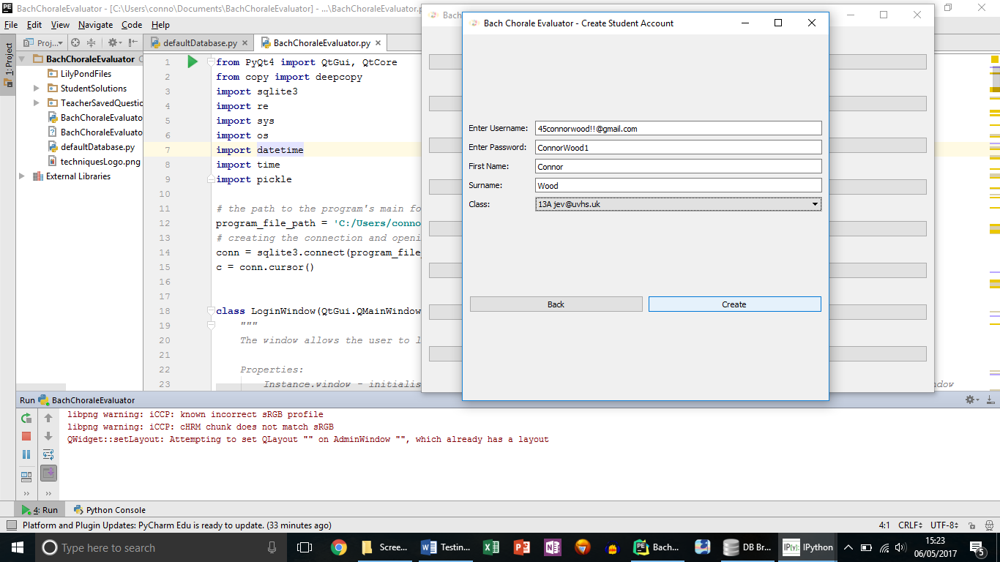 BachChoraleEvaluator - [C:\Users\conno\Documents\BachChoraleEvaluator] - ...\BachChoraleEvaluator.p
Bach
Bach Chorale Evaluator - Create Student Account
File Edit View Navigate Code Help
1: Project
Proj...
defaultDatabase.py
BachChoraleEvaluator.py
BachChoraleEvaluator
LilyPondFiles
StudentSolutions
TeacherSavedQuestio
BachChoraleEvaluato
BachChoraleEvaluato
defaultDatabase.py
techniquesLogo.png
External Libraries
1 from PyQt4 import QtGui, QtCore
2 from copy import deepcopy
3 import sqlite3
4 import re
5 import sys
6 import os
7 import datetime
8 import time
9 import pickle
10
11 # the path to the program's main fo
12 program_file_path = 'C:/Users/conno
13 # creating the connection and openi
14 conn = sqlite3.connect(program_file_
15 c = conn.cursor()
16
17
18 class LoginWindow(QtGui.QMainWindow
19 """
20 The window allows the user to l
21
22 Properties:
23 Instance.window - initialis
ndow
Enter Username: 45connorwood!!@gmail.com
Enter Password: ConnorWood1
First Name: Connor
Surname: Wood
Class: 13A jev@uvhs.uk
Back Create
Run BachChoraleEvaluator
libpng warning: iCCP: known incorrect sRGB profile
libpng warning: iCCP: cHRM chunk does not match sRGB
QWidget::setLayout: Attempting to set QLayout "" on AdminWindow "", which already has a layout
4: Run Python Console
Platform and Plugin Updates: PyCharm Edu is ready to update. (33 minutes ago) 4:1 CRLF UTF-8
Type here to search
Scree...
Testin...
Bach...
DB Br...
IP[y]: IPython
15:23
06/05/2017
5